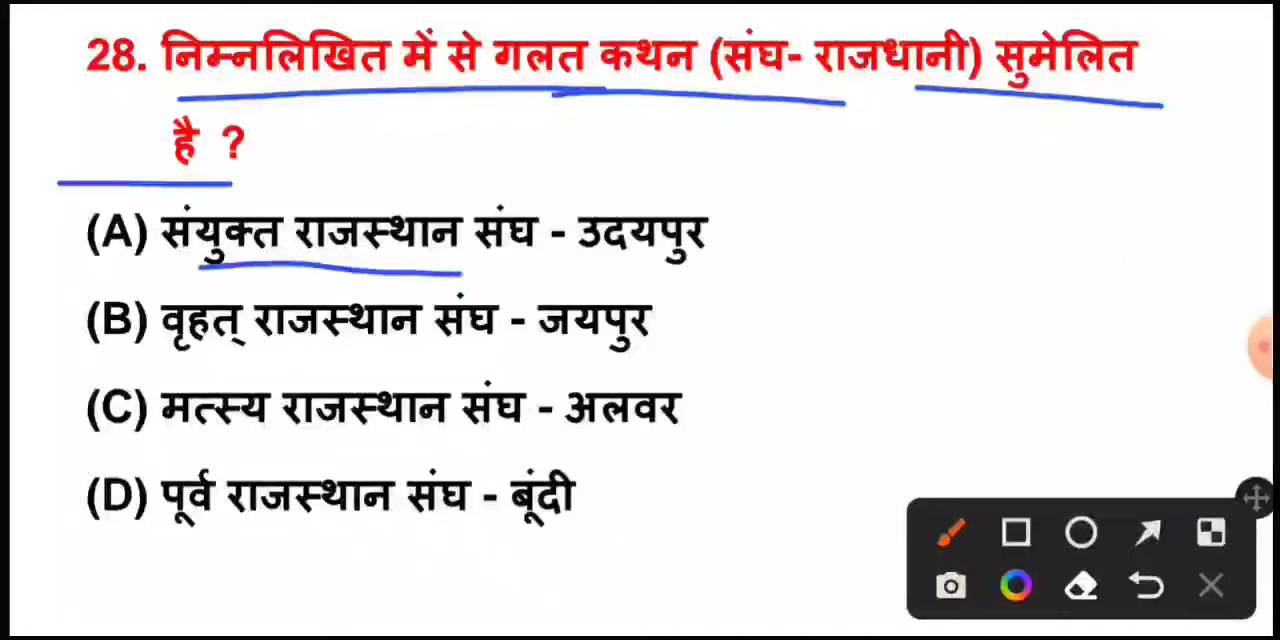 28. निम्नलिखित में से गलत कथन (संघ- राजधानी) सुमेलित
है ?
(A) संयुक्त राजस्थान संघ - उदयपुर
(B) वृहत् राजस्थान संघ - जयपुर
(C) मत्स्य राजस्थान संघ - अलवर
(D) पूर्व राजस्थान संघ - बूंदी